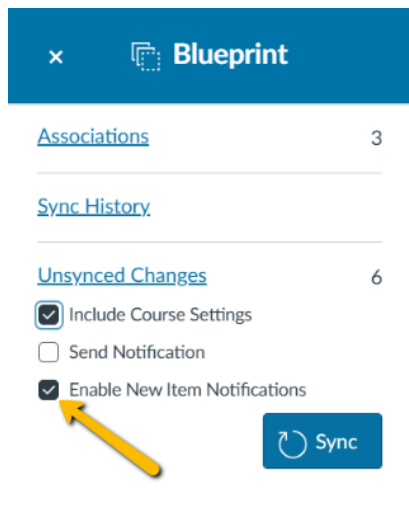 Blueprint
Associations 3
Sync History
Unsynced Changes 6
Include Course Settings
Send Notification
Enable New Item Notifications
Sync